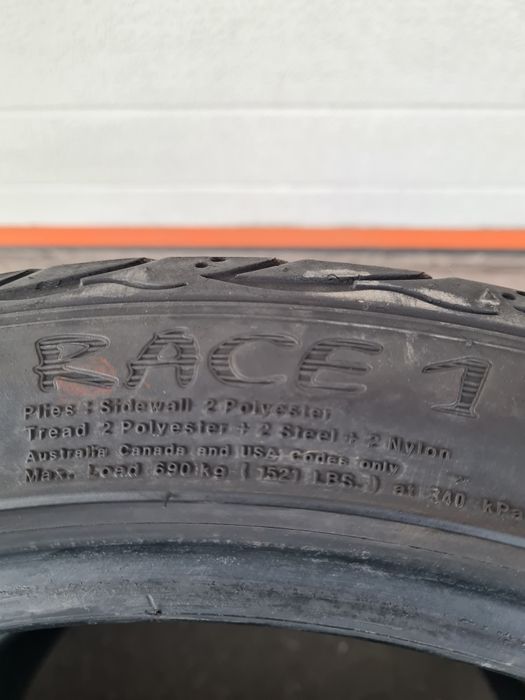 RACE 1
Plies : Sidewall 2 Polyester
Tread 2 Polyester + 2 Steel + 2 Nylon
Australia Canada and USA Codes only
Max. Load 690 kg ( 1521 LBS. ) at 340 kPa